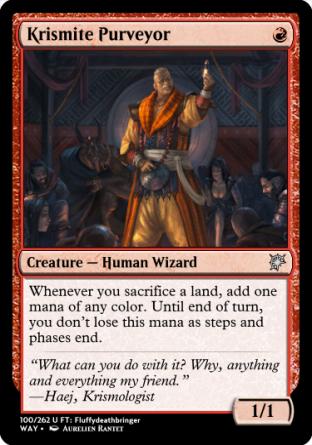 Krismite Purveyor
Creature — Human Wizard
Whenever you sacrifice a land, add one
mana of any color. Until end of turn,
you don't lose this mana as steps and
phases end.
"What can you do with it? Why, anything
and everything my friend."
—Haej, Krismologist
1/1
100/262 U FT: Fluffydeathbringer
WAY • Aurelien Rantet